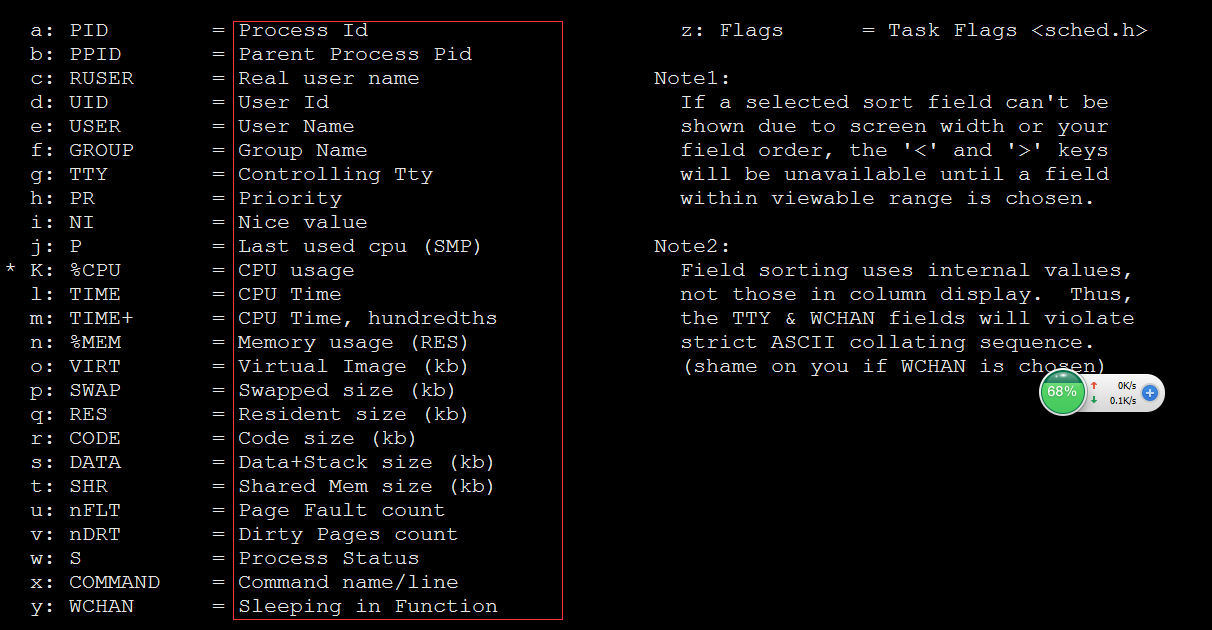 a: PID = Process Id
b: PPID = Parent Process Pid
c: RUSER = Real user name
d: UID = User Id
e: USER = User Name
f: GROUP = Group Name
g: TTY = Controlling Tty
h: PR = Priority
i: NI = Nice value
j: P = Last used cpu (SMP)
* K: %CPU = CPU usage
l: TIME = CPU Time
m: TIME+ = CPU Time, hundredths
n: %MEM = Memory usage (RES)
o: VIRT = Virtual Image (kb)
p: SWAP = Swapped size (kb)
q: RES = Resident size (kb)
r: CODE = Code size (kb)
s: DATA = Data+Stack size (kb)
t: SHR = Shared Mem size (kb)
u: nFLT = Page Fault count
v: nDRT = Dirty Pages count
w: S = Process Status
x: COMMAND = Command name/line
y: WCHAN = Sleeping in Function
z: Flags = Task Flags <sched.h>
Note1:
If a selected sort field can't be
shown due to screen width or your
field order, the '<' and '>' keys
will be unavailable until a field
within viewable range is chosen.
Note2:
Field sorting uses internal values,
not those in column display. Thus,
the TTY & WCHAN fields will violate
strict ASCII collating sequence.
(shame on you if WCHAN is chosen)
68%
0K/s
0.1K/s